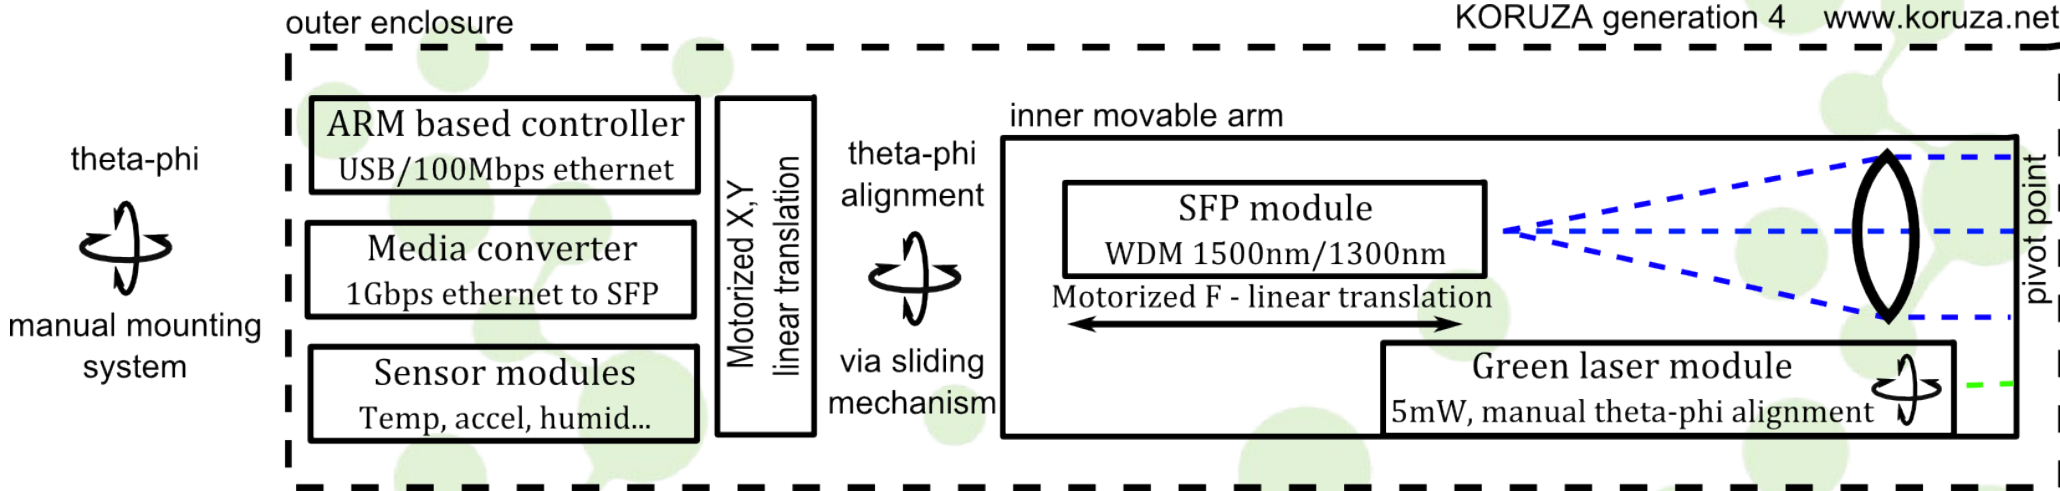 outer enclosure
KORUZA generation 4 www.koruza.net
theta-phi
manual mounting
system
ARM based controller
USB/100Mbps ethernet
Media converter
1Gbps ethernet to SFP
Sensor modules
Temp, accel, humid...
Motorized X,Y
linear translation
theta-phi
alignment
via sliding
mechanism
inner movable arm
SFP module
WDM 1500nm/1300nm
Motorized F - linear translation
Green laser module
5mW, manual theta-phi alignment
pivot point